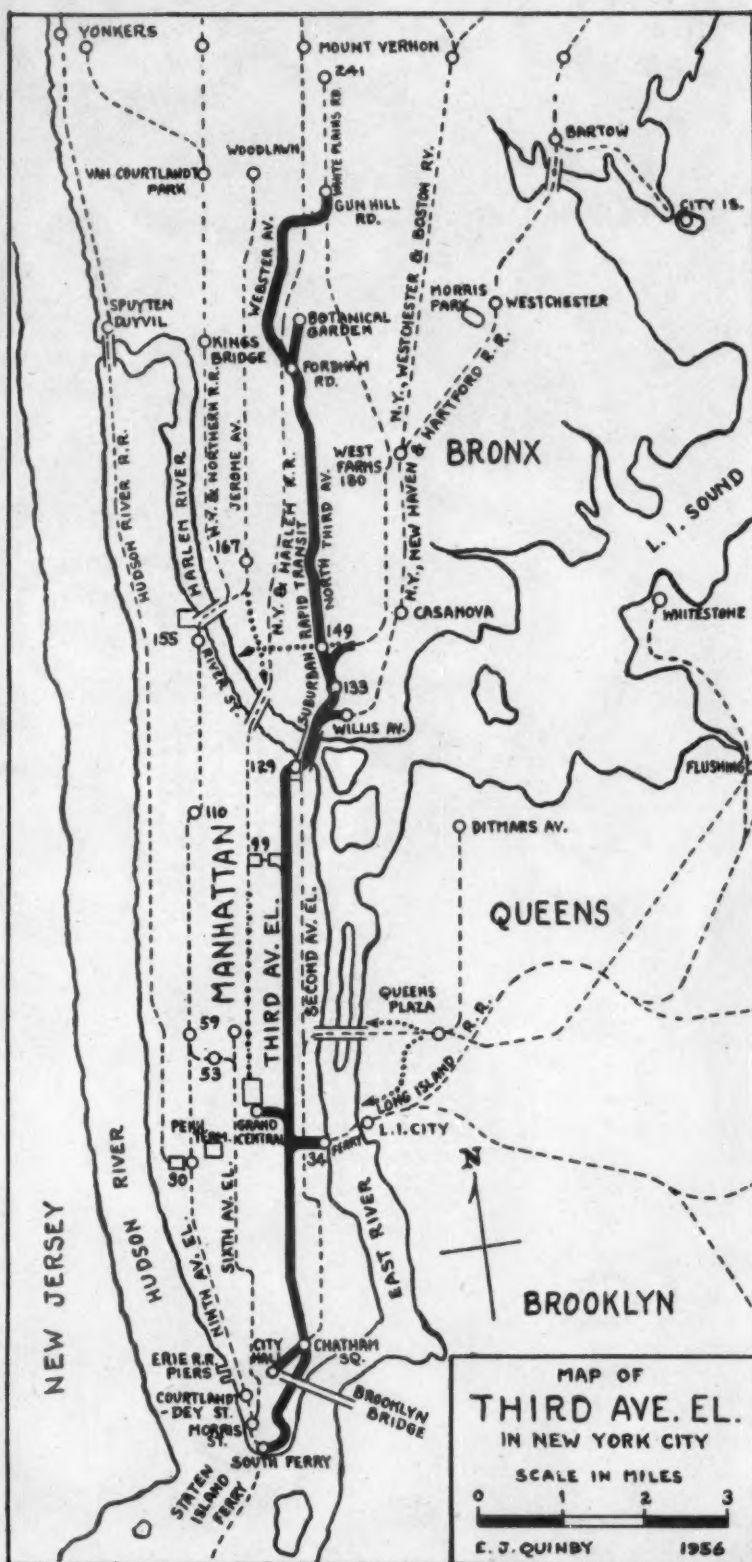 YONKERS
MOUNT VERNON
241
WHITE PLAINS RD.
BARTOW
VAN COURTLANDT
PARK
WOODLAWN
GUN HILL
RD.
CITY IS.
WEBSTER AV.
N.Y., WESTCHESTER & BOSTON RY.
MORRIS
PARK
WESTCHESTER
SPUYTEN
DUYVIL
BOTANICAL
GARDEN
KINGS
BRIDGE
FORDHAM
RD.
HUDSON RIVER R.R.
HARLEM RIVER
N.Y. & NORTHERN R.R.
JEROME AV.
N.Y. & HARLEM R.R.
SUBURBAN RAPID TRANSIT
NORTH THIRD AV.
WEST
FARMS
180
N.Y., NEW HAVEN & HARTFORD R.R.
BRONX
L.I. SOUND
167
CASANOVA
WHITESTONE
155
149
133
WILLIS AV.
129
FLUSHING
110
DITMARS AV.
99
MANHATTAN
THIRD AV. EL.
SECOND AV. EL.
QUEENS
QUEENS
PLAZA
59
53
LONG ISLAND R.R.
GRAND
CENTRAL
PENN
TERM.
34
FERRY
L.I. CITY
30
N
NEW JERSEY
HUDSON RIVER
NINTH AV. EL.
SIXTH AV. EL.
EAST RIVER
BROOKLYN
CITY
HALL
CHATHAM
SQ.
ERIE R.R.
PIERS
COURTLANDT
-DEY ST.
MORRIS
ST.
BROOKLYN
BRIDGE
SOUTH FERRY
STATEN
ISLAND
FERRY
MAP OF
THIRD AVE. EL.
IN NEW YORK CITY
SCALE IN MILES
0 1 2 3
E. J. QUINBY 1956